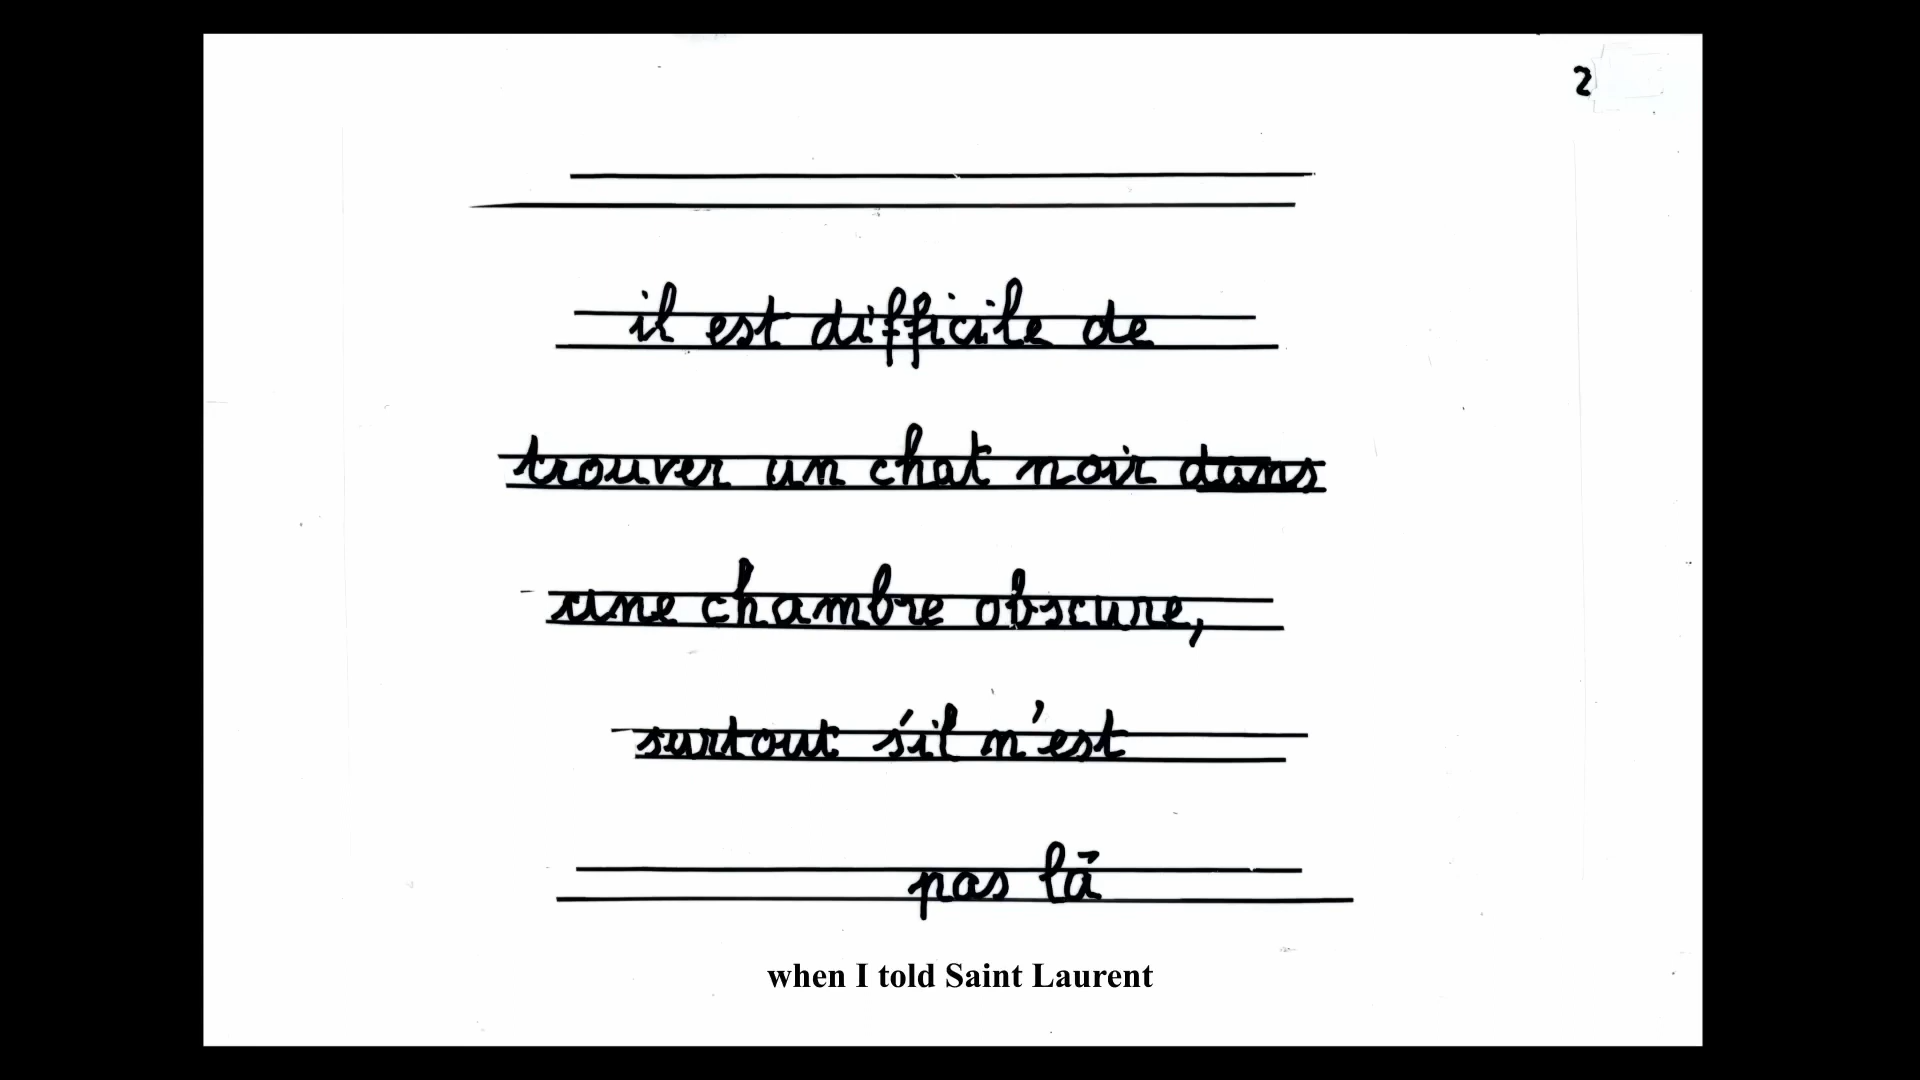 2
il est difficile de
trouver un chat noir dans
une chambre obscure,
surtout s'il n'est
pas là
when I told Saint Laurent